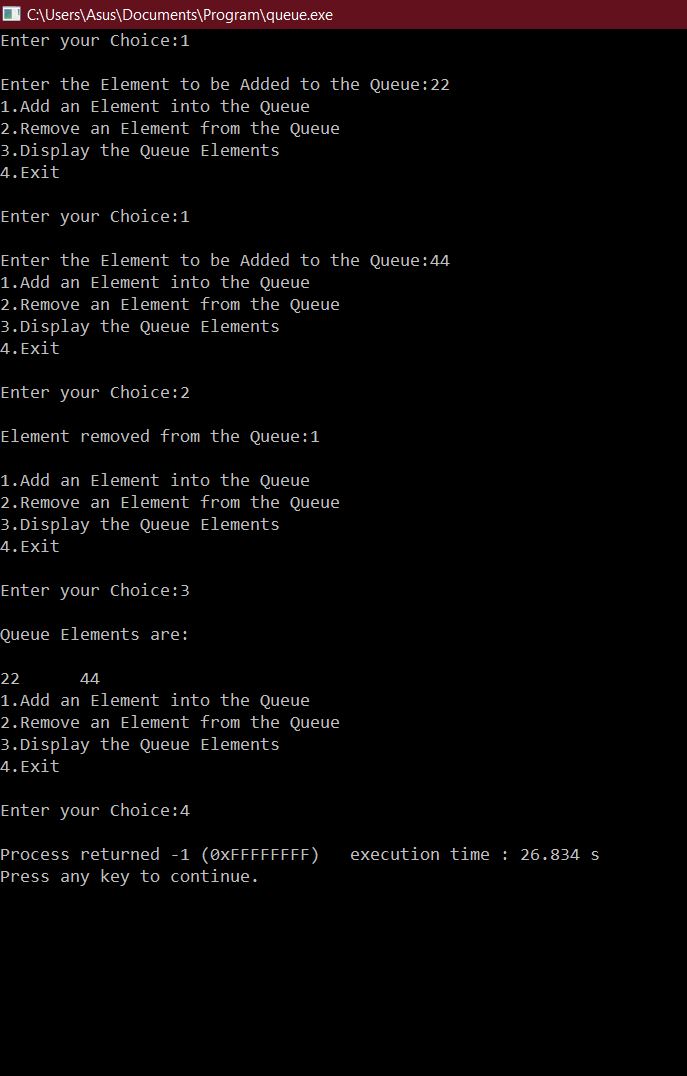 C:\Users\Asus\Documents\Program\queue.exe
Enter your Choice:1
Enter the Element to be Added to the Queue:22
1.Add an Element into the Queue
2.Remove an Element from the Queue
3.Display the Queue Elements
4.Exit
Enter your Choice:1
Enter the Element to be Added to the Queue:44
1.Add an Element into the Queue
2.Remove an Element from the Queue
3.Display the Queue Elements
4.Exit
Enter your Choice:2
Element removed from the Queue:1
1.Add an Element into the Queue
2.Remove an Element from the Queue
3.Display the Queue Elements
4.Exit
Enter your Choice:3
Queue Elements are:
22      44
1.Add an Element into the Queue
2.Remove an Element from the Queue
3.Display the Queue Elements
4.Exit
Enter your Choice:4
Process returned -1 (0xFFFFFFFF)   execution time : 26.834 s
Press any key to continue.